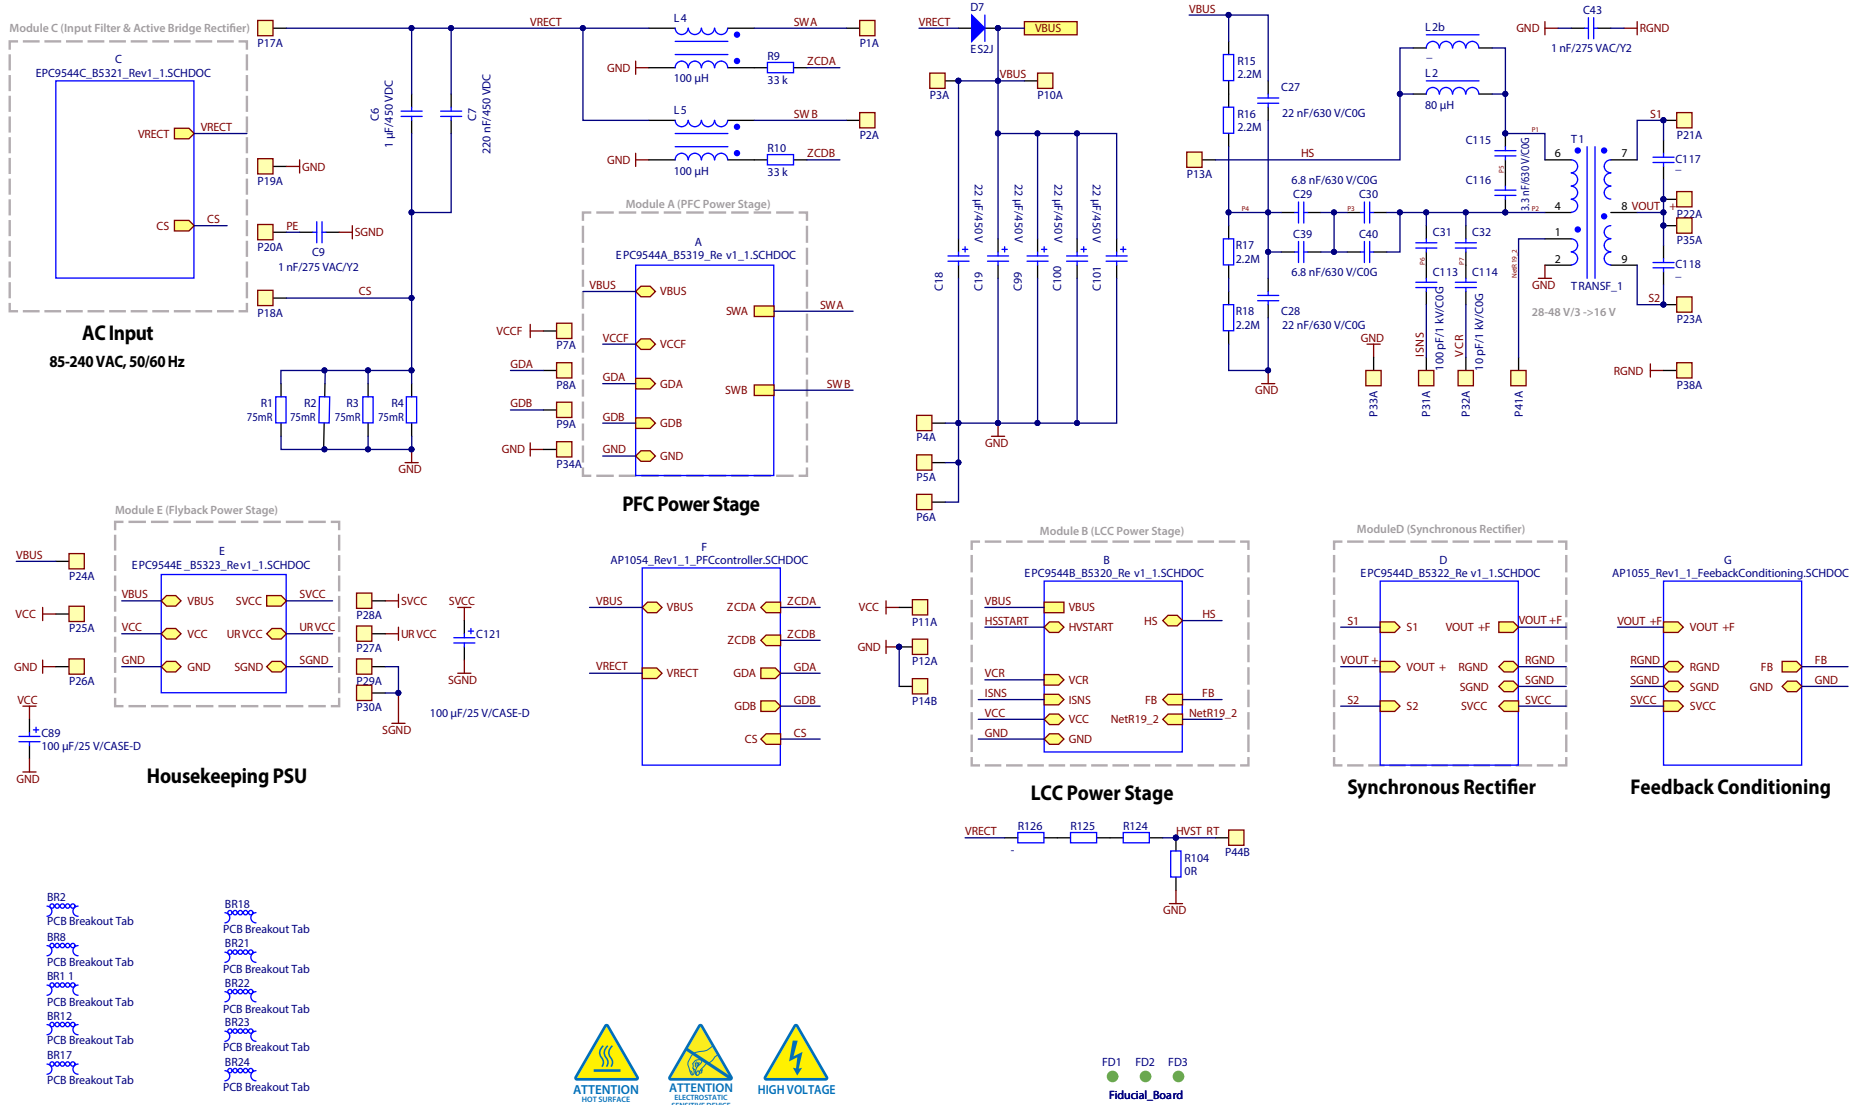 Module C (Input Filter & Active Bridge Rectifier)
C
EPC9544C_B5321_Rev1_1.SCHDOC
VRECT
VRECT
CS
CS
AC Input
85-240 VAC, 50/60 Hz
P17A
VRECT
P19A
GND
P20A
PE
C9
SGND
1 nF/275 VAC/Y2
P18A
CS
C6
1 µF/450 VDC
C7
220 nF/450 VDC
R1
75mR
R2
75mR
R3
75mR
R4
75mR
GND
L4
SWA
P1A
GND
100 µH
R9
33 k
ZCDA
L5
SWB
P2A
GND
100 µH
R10
33 k
ZCDB
Module A (PFC Power Stage)
A
EPC9544A_B5319_Re v1_1.SCHDOC
VBUS
VBUS
SWA
SWA
VCCF
P7A
VCCF
VCCF
GDA
P8A
GDA
GDA
SWB
SWB
GDB
P9A
GDB
GDB
GND
P34A
GND
GND
PFC Power Stage
VRECT
D7
ES2J
VBUS
P3A
VBUS
P10A
22 µF/450 V
22 µF/450 V
22 µF/450 V
22 µF/450 V
+
+
+
+
+
C18
C19
C99
C100
C101
P4A
GND
P5A
P6A
VBUS
R15
2.2M
R16
2.2M
C27
22 nF/630 V/C0G
P13A
HS
R17
2.2M
R18
2.2M
C28
22 nF/630 V/C0G
GND
P4
6.8 nF/630 V/C0G
C29
C30
P3
C39
C40
6.8 nF/630 V/C0G
L2b
–
L2
80 µH
C43
GND
RGND
1 nF/275 VAC/Y2
P1
C115
P5
C116
3.3 nF/630 V/C0G
P2
C31
C32
P6
P7
C113
C114
100 pF/1 kV/C0G
10 pF/1 kV/C0G
ISNS
VCR
GND
P33A
P31A
P32A
P41A
NetR19_2
T1
6
7
4
8
1
2
9
GND
TRANSF_1
28-48 V/3 ->16 V
S1
P21A
C117
–
VOUT +
P22A
P35A
C118
–
S2
P23A
RGND
P38A
Module E (Flyback Power Stage)
E
EPC9544E_B5323_Rev1_1.SCHDOC
VBUS
P24A
VBUS
VBUS
SVCC
SVCC
VCC
P25A
VCC
VCC
URVCC
URVCC
GND
P26A
GND
GND
SGND
SGND
P28A
SVCC
P27A
URVCC
P29A
P30A
SGND
SVCC
+
C121
SGND
100 µF/25 V/CASE-D
VCC
+
C89
100 µF/25 V/CASE-D
GND
Housekeeping PSU
F
AP1054_Rev1_1_PFCcontroller.SCHDOC
VBUS
VBUS
ZCDA
ZCDA
ZCDB
ZCDB
VRECT
VRECT
GDA
GDA
GDB
GDB
CS
CS
VCC
P11A
GND
P12A
P14B
Module B (LCC Power Stage)
B
EPC9544B_B5320_Re v1_1.SCHDOC
VBUS
VBUS
HSSTART
HVSTART
HS
HS
VCR
VCR
ISNS
ISNS
FB
FB
VCC
VCC
NetR19_2
NetR19_2
GND
GND
LCC Power Stage
ModuleD (Synchronous Rectifier)
D
EPC9544D_B5322_Re v1_1.SCHDOC
S1
S1
VOUT +F
VOUT +F
VOUT +
VOUT +
RGND
RGND
SGND
SGND
S2
S2
SVCC
SVCC
Synchronous Rectifier
G
AP1055_Rev1_1_FeebackConditioning.SCHDOC
VOUT +F
VOUT +F
RGND
RGND
FB
FB
SGND
SGND
GND
GND
SVCC
SVCC
Feedback Conditioning
VRECT
R126
-
R125
R124
HVST_RT
P44B
R104
0R
GND
BR2
PCB Breakout Tab
BR8
PCB Breakout Tab
BR1 1
PCB Breakout Tab
BR12
PCB Breakout Tab
BR17
PCB Breakout Tab
BR18
PCB Breakout Tab
BR21
PCB Breakout Tab
BR22
PCB Breakout Tab
BR23
PCB Breakout Tab
BR24
PCB Breakout Tab
ATTENTION
HOT SURFACE
ATTENTION
ELECTROSTATIC
SENSITIVE DEVICE
HIGH VOLTAGE
FD1
FD2
FD3
Fiducial_Board